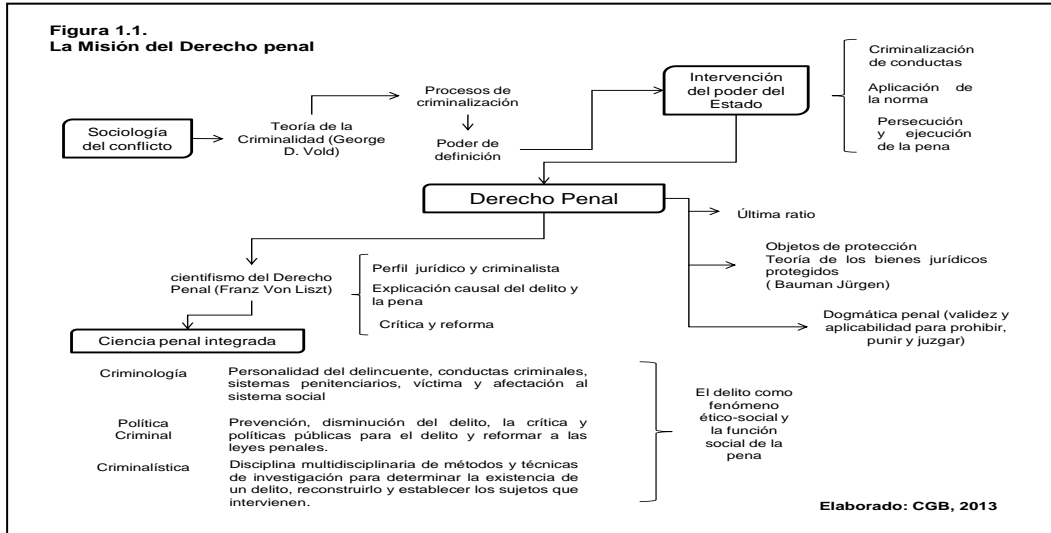 Figura 1.1.
La Misión del Derecho penal
Sociología
del conflicto
Teoría de la
Criminalidad (George
D. Vold)
Procesos de
criminalización
Poder de
definición
Intervención
del poder del
Estado
Criminalización
de conductas
Aplicación de
la norma
Persecución
y ejecución
de la pena
Derecho Penal
Última ratio
Objetos de protección
Teoría de los bienes jurídicos
protegidos
( Bauman Jürgen)
Dogmática penal (validez y
aplicabilidad para prohibir,
punir y juzgar)
cientifismo del Derecho
Penal (Franz Von Liszt)
Perfil jurídico y criminalista
Explicación causal del delito y
la pena
Crítica y reforma
Ciencia penal integrada
Criminología
Personalidad del delincuente, conductas criminales,
sistemas penitenciarios, víctima y afectación al
sistema social
Política
Criminal
Prevención, disminución del delito, la crítica y
políticas públicas para el delito y reformar a las
leyes penales.
Criminalística
Disciplina multidisciplinaria de métodos y técnicas
de investigación para determinar la existencia de
un delito, reconstruirlo y establecer los sujetos que
intervienen.
El delito como
fenómeno
ético-social y
la función
social de la
pena
Elaborado: CGB, 2013